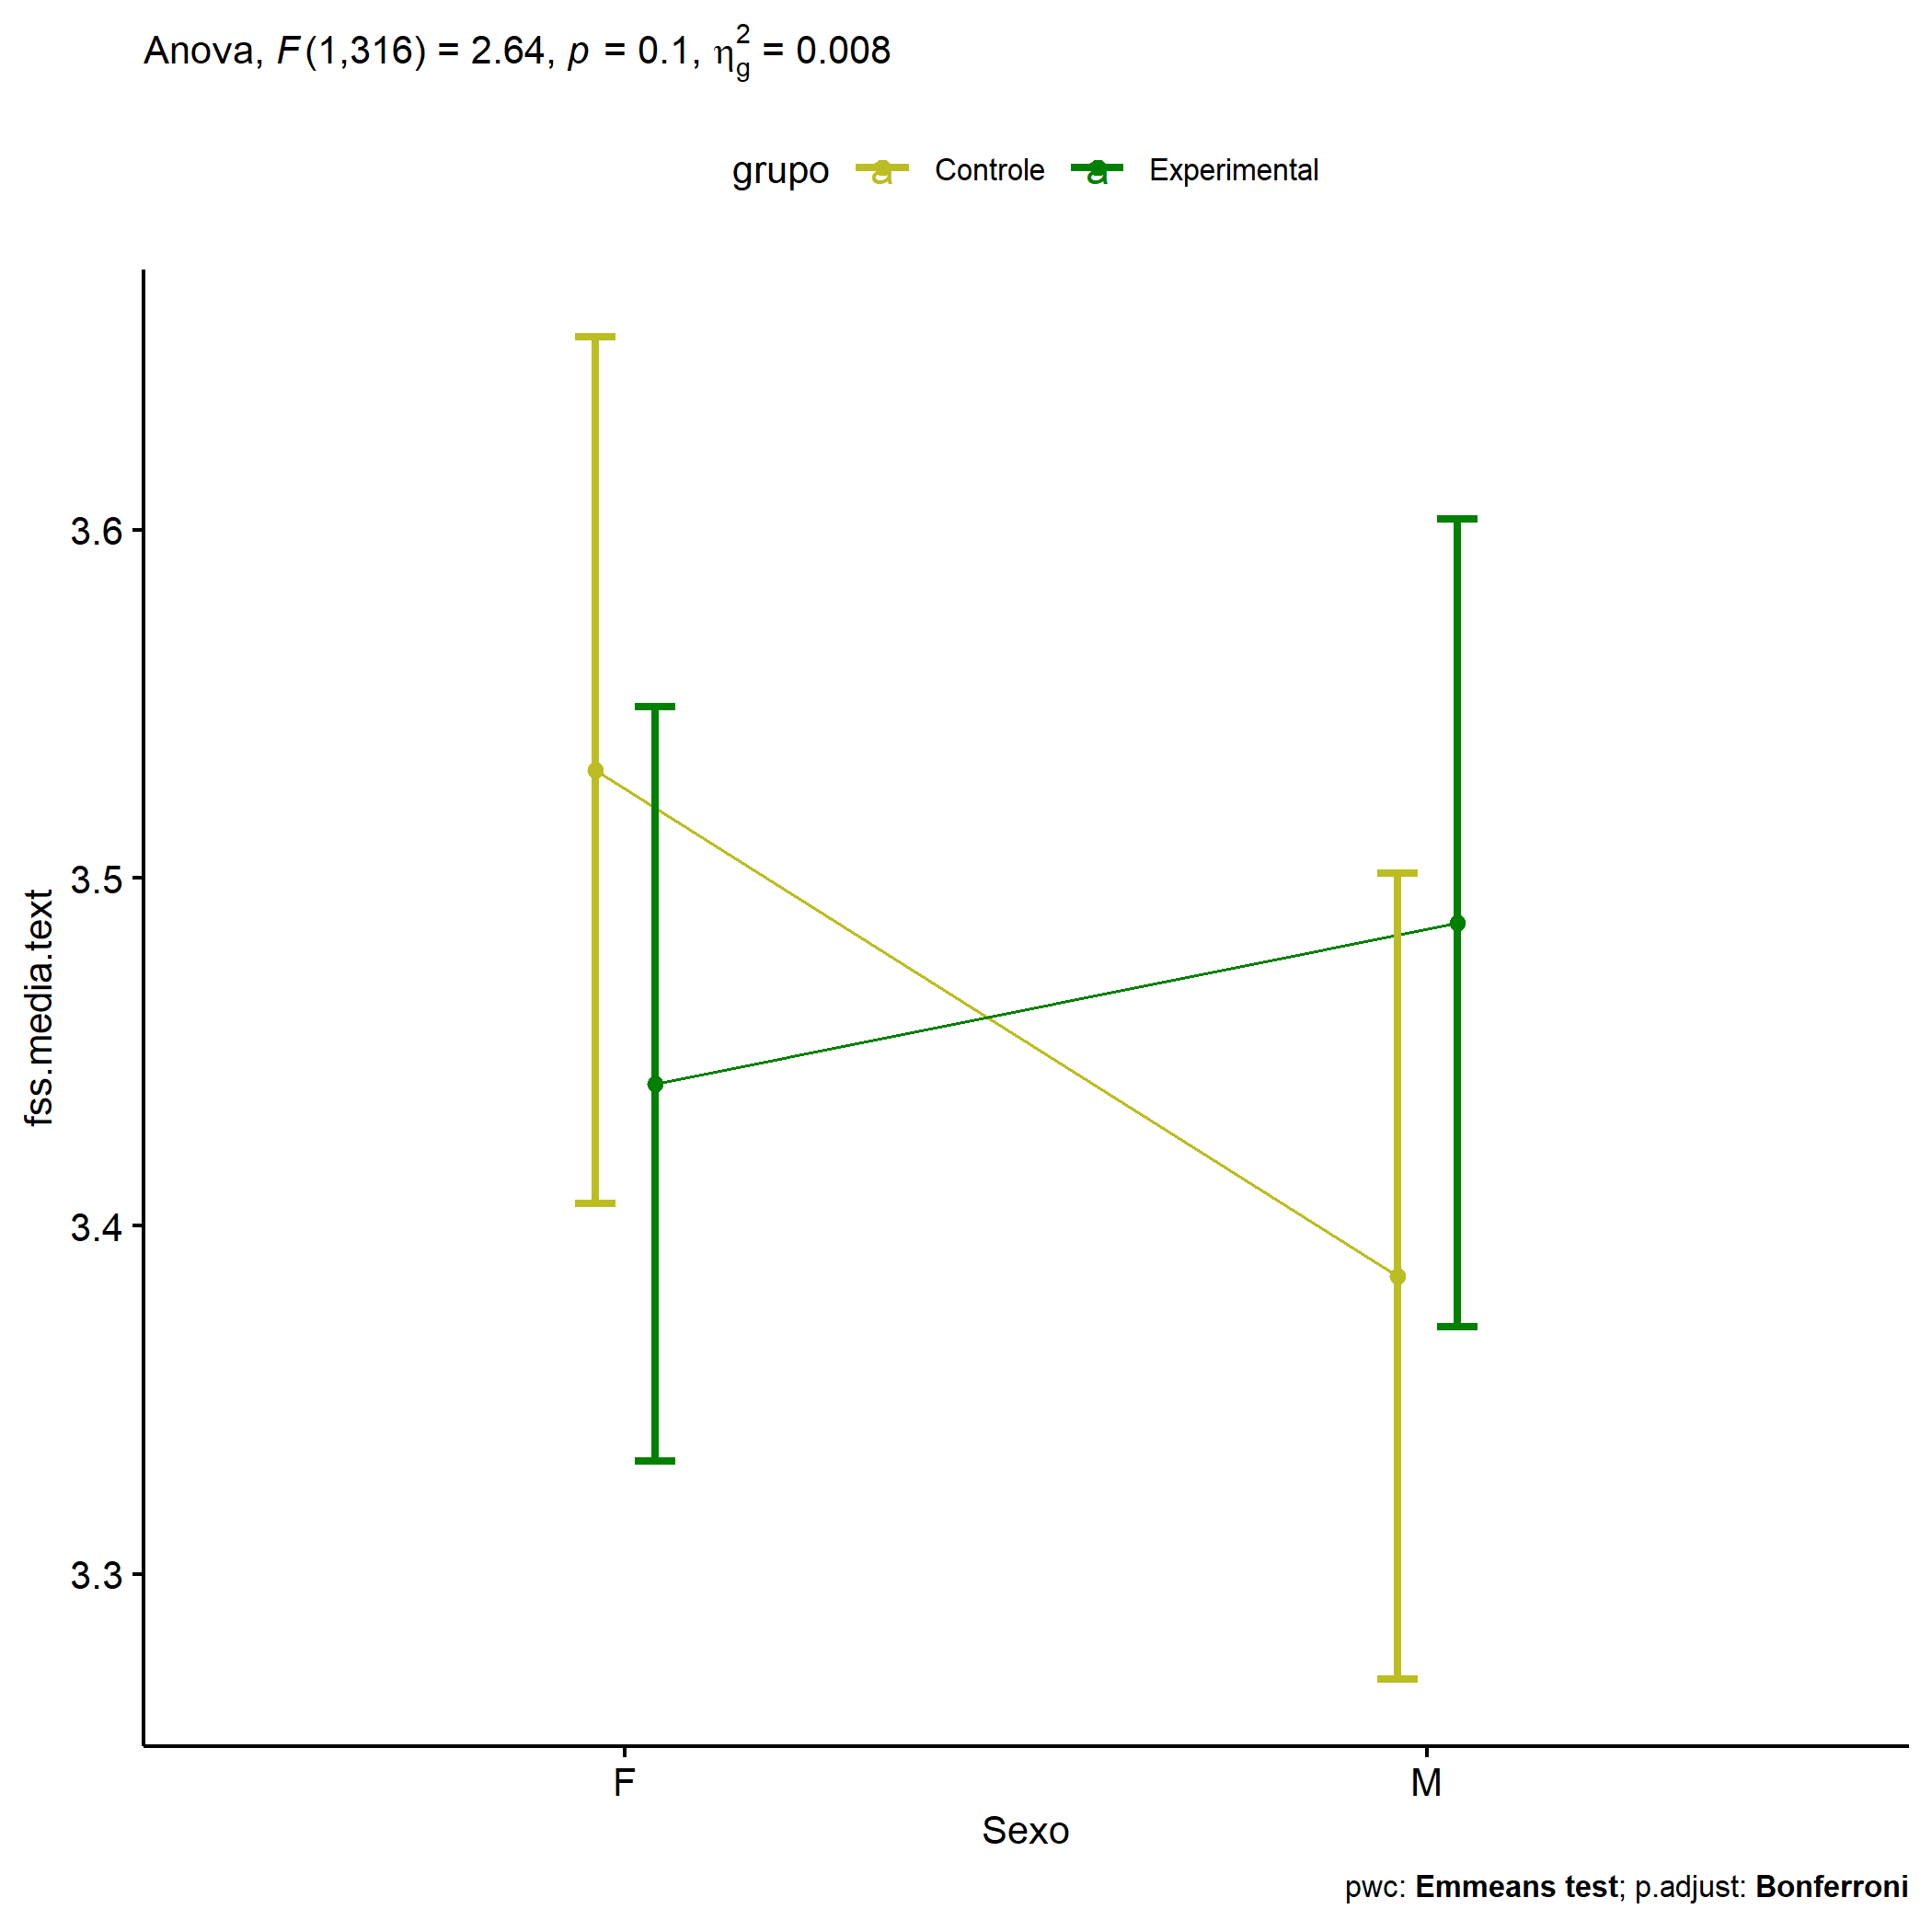 Anova, F(1,316) = 2.64, p = 0.1, η²g = 0.008
grupo a Controle a Experimental
3.6
3.5
3.4
3.3
fss.media.text
F M
Sexo
pwc: Emmeans test; p.adjust: Bonferroni